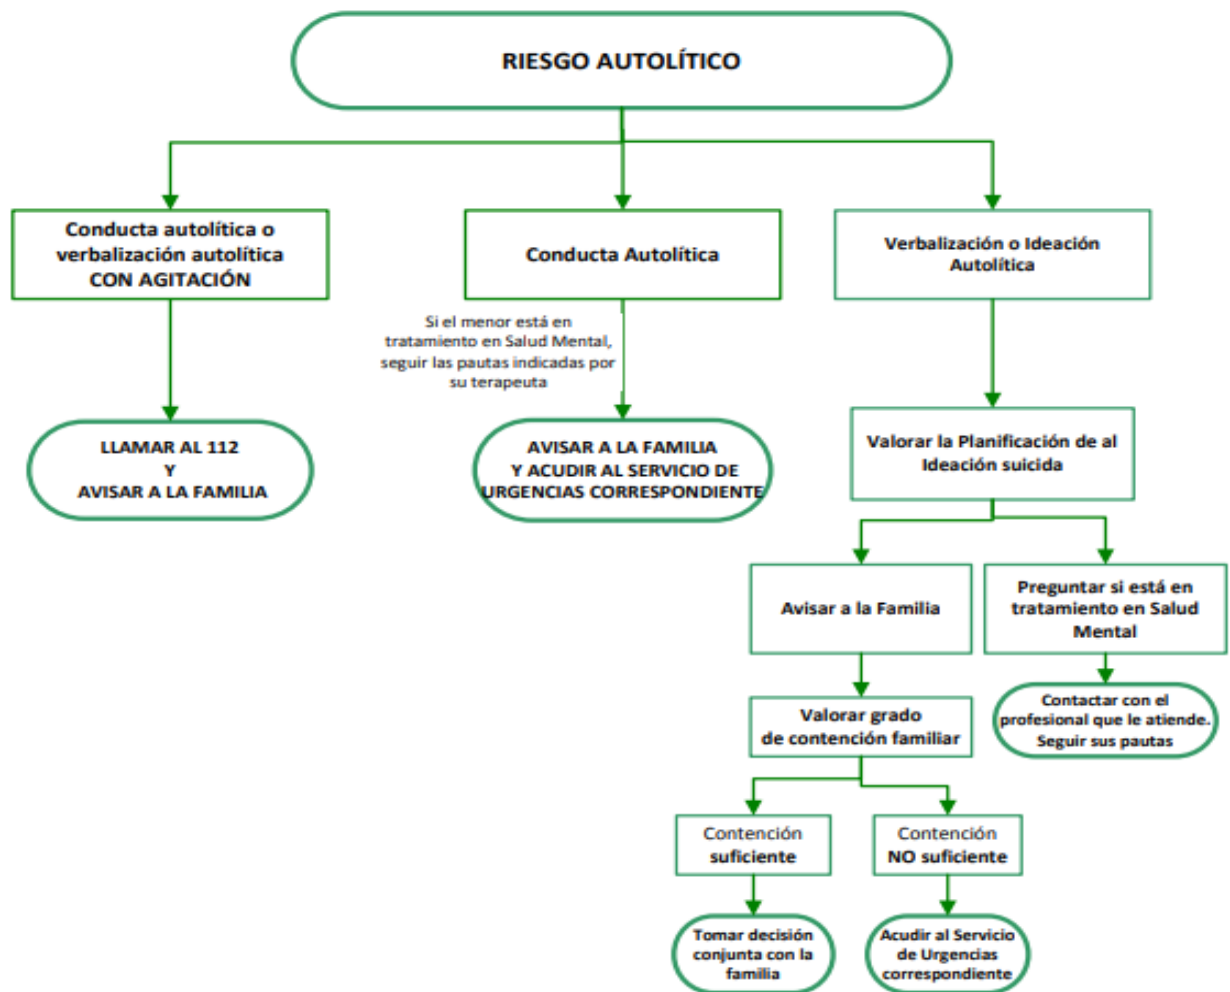 RIESGO AUTOLÍTICO
Conducta autolítica o
verbalización autolítica
CON AGITACIÓN
Conducta Autolítica
Verbalización o Ideación
Autolítica
Si el menor está en
tratamiento en Salud Mental,
seguir las pautas indicadas por
su terapeuta
LLAMAR AL 112
Y
AVISAR A LA FAMILIA
AVISAR A LA FAMILIA
Y ACUDIR AL SERVICIO DE
URGENCIAS CORRESPONDIENTE
Valorar la Planificación de al
Ideación suicida
Avisar a la Familia
Preguntar si está en
tratamiento en Salud
Mental
Valorar grado
de contención familiar
Contactar con el
profesional que le atiende.
Seguir sus pautas
Contención
suficiente
Contención
NO suficiente
Tomar decisión
conjunta con la
familia
Acudir al Servicio
de Urgencias
correspondiente